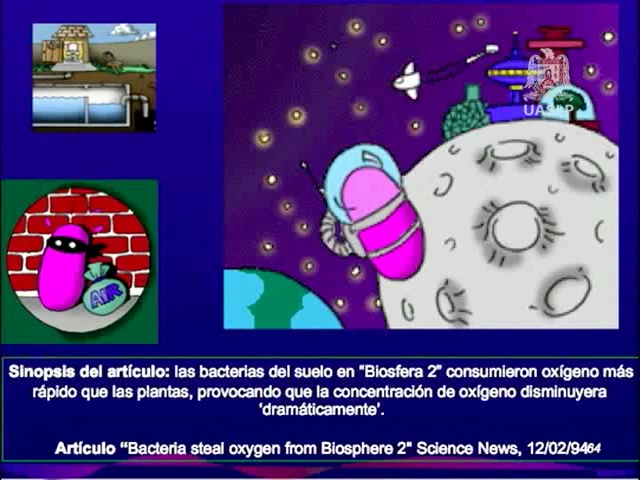 UASLP
AIR
Sinopsis del artículo: las bacterias del suelo en "Biosfera 2" consumieron oxígeno más
rápido que las plantas, provocando que la concentración de oxígeno disminuyera
'dramáticamente'.
Artículo "Bacteria steal oxygen from Biosphere 2" Science News, 12/02/9464